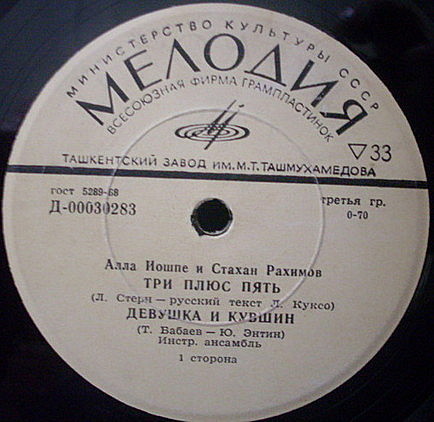 МИНИСТЕРСТВО КУЛЬТУРЫ СССР
МЕЛОДИЯ
ВСЕСОЮЗНАЯ ФИРМА ГРАМПЛАСТИНОК
▽33
ТАШКЕНТСКИЙ ЗАВОД ИМ. М.Т. ТАШМУХАМЕДОВА
гост 5289-68
Д-00030283
третья гр.
0-70
Алла Иошпе и Стахан Рахимов
ТРИ ПЛЮС ПЯТЬ
(Л. Стерн — русский текст Л. Куксо)
ДЕВУШКА И КУВШИН
(Т. Бабаев — Ю. Энтин)
Инстр. ансамбль
1 сторона